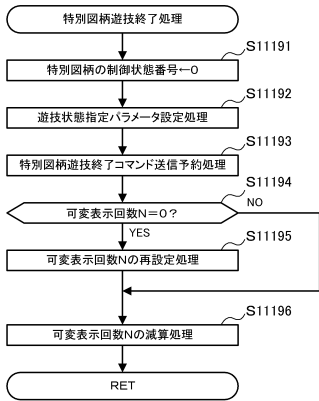 特別図柄遊技終了処理
S11191
特別図柄の制御状態番号←0
S11192
遊技状態指定パラメータ設定処理
S11193
特別図柄遊技終了コマンド送信予約処理
S11194
可変表示回数N=0?
NO
YES
S11195
可変表示回数Nの再設定処理
S11196
可変表示回数Nの減算処理
RET